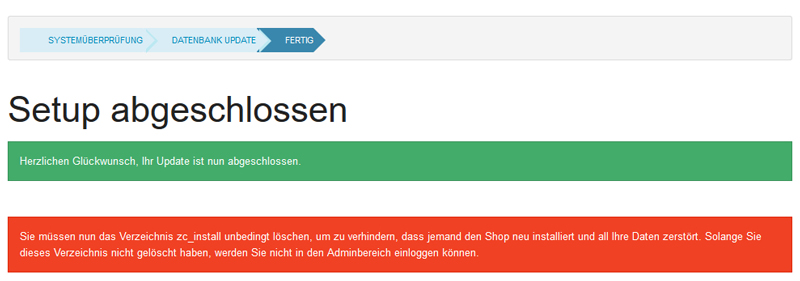 SYSTEMÜBERPRÜFUNG DATENBANK UPDATE FERTIG
Setup abgeschlossen
Herzlichen Glückwunsch, Ihr Update ist nun abgeschlossen.
Sie müssen nun das Verzeichnis zc_install unbedingt löschen, um zu verhindern, dass jemand den Shop neu installiert und all Ihre Daten zerstört. Solange Sie
dieses Verzeichnis nicht gelöscht haben, werden Sie nicht in den Adminbereich einloggen können.